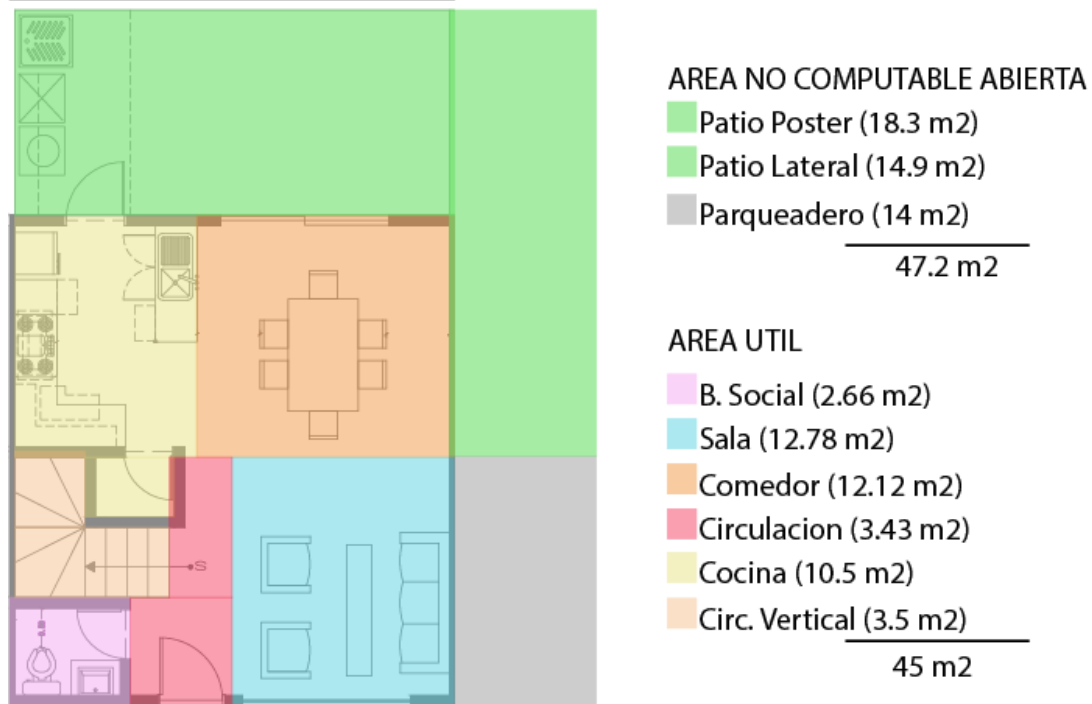 AREA NO COMPUTABLE ABIERTA
Patio Poster (18.3 m2)
Patio Lateral (14.9 m2)
Parqueadero (14 m2)
47.2 m2
AREA UTIL
B. Social (2.66 m2)
Sala (12.78 m2)
Comedor (12.12 m2)
Circulacion (3.43 m2)
Cocina (10.5 m2)
Circ. Vertical (3.5 m2)
45 m2
S